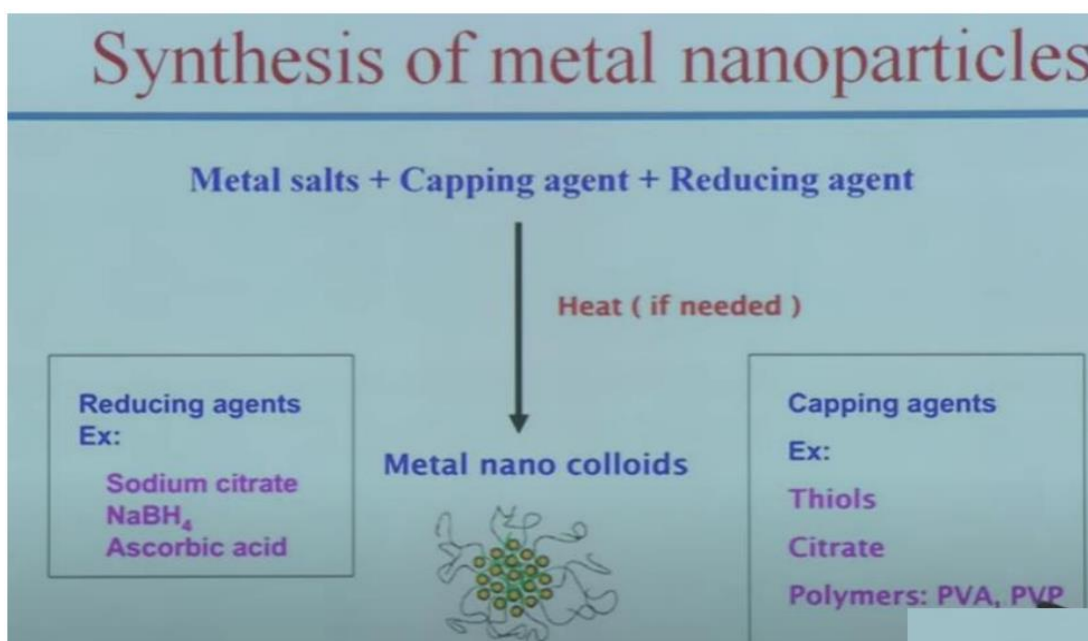 Synthesis of metal nanoparticles
Metal salts + Capping agent + Reducing agent
Heat ( if needed )
Reducing agents
Ex:
Sodium citrate
NaBH₄
Ascorbic acid
Metal nano colloids
Capping agents
Ex:
Thiols
Citrate
Polymers: PVA, PVP